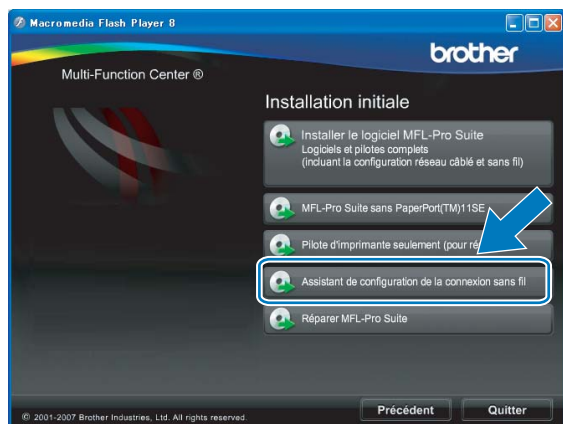 Macromedia Flash Player 8
brother
Multi-Function Center ®
Installation initiale
Installer le logiciel MFL-Pro Suite
Logiciels et pilotes complets
(incluant la configuration réseau câblé et sans fil)
MFL-Pro Suite sans PaperPort(TM)11SE
Pilote d'imprimante seulement (pour
Assistant de configuration de la connexion sans fil
Réparer MFL-Pro Suite
Précédent
Quitter
© 2001-2007 Brother Industries, Ltd. All rights reserved.